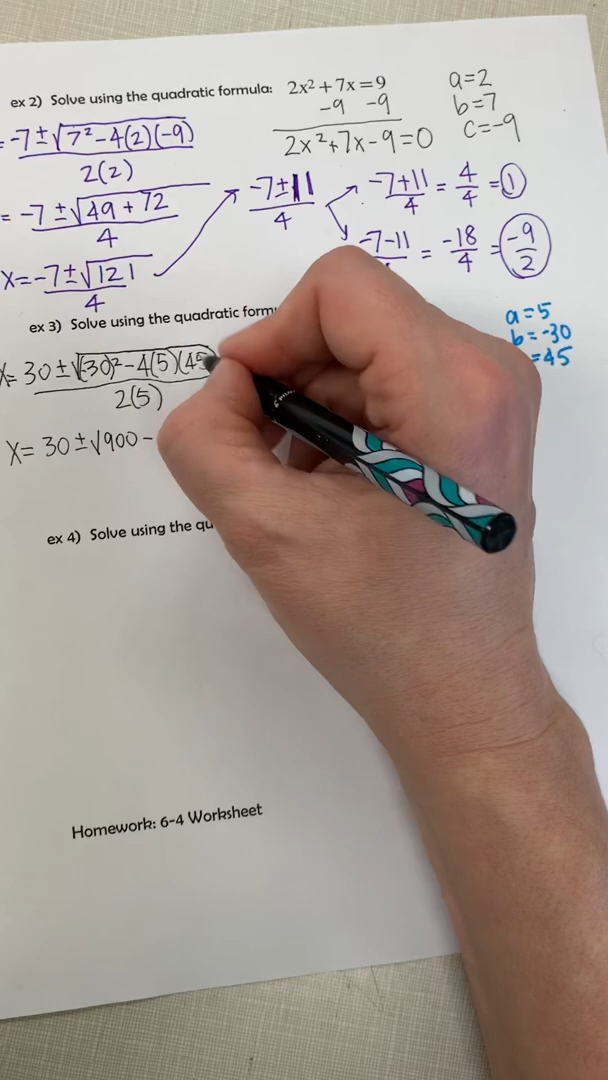 ex 2) Solve using the quadratic formula: 2x² + 7x = 9
-9 -9
2x²+7x-9=0
a=2
b=7
c=-9
= -7±√7²-4(2)(-9)
2(2)
= -7±√49+72
4
x=-7±√121
4
-7±11
4
-7+11 = 4 = 1
4 4
-7-11 = -18 = -9
4 2
ex 3) Solve using the quadratic form
a=5
b=-30
=45
x= 30±√(-30)²-4(5)(45
2(5)
x= 30±√900-
ex 4) Solve using the qu
Homework: 6-4 Worksheet